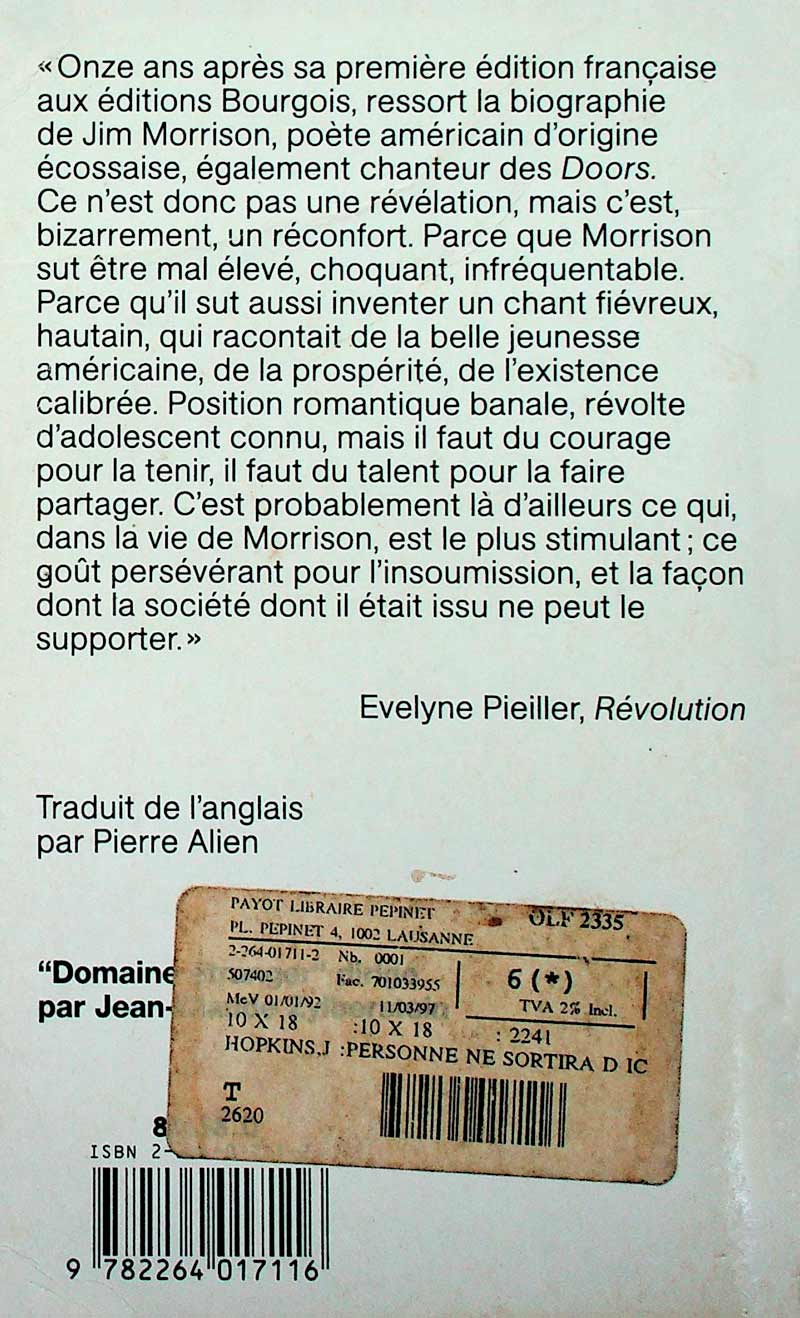 «Onze ans après sa première édition française
aux éditions Bourgois, ressort la biographie
de Jim Morrison, poète américain d'origine
écossaise, également chanteur des Doors.
Ce n'est donc pas une révélation, mais c'est,
bizarrement, un réconfort. Parce que Morrison
sut être mal élevé, choquant, infréquentable.
Parce qu'il sut aussi inventer un chant fiévreux,
hautain, qui racontait de la belle jeunesse
américaine, de la prospérité, de l'existence
calibrée. Position romantique banale, révolte
d'adolescent connu, mais il faut du courage
pour la tenir, il faut du talent pour la faire
partager. C'est probablement là d'ailleurs ce qui,
dans la vie de Morrison, est le plus stimulant ; ce
goût persévérant pour l'insoumission, et la façon
dont la société dont il était issu ne peut le
supporter.»
Evelyne Pieiller, Révolution
Traduit de l'anglais
par Pierre Alien
PAYOT LIBRAIRE PEPINET OLF 2335
PL. PEPINET 4, 1002 LAUSANNE
2-264-01711-2 Nb. 0001
507402 Fac. 701033955 6 (*)
MeV 01/01/92 11/03/97 TVA 2% Incl.
10 X 18 :10 X 18 : 2241
HOPKINS,J :PERSONNE NE SORTIRA D IC
T
2620
“Domaine
par Jean-
8
ISBN 2-
9 782264 017116